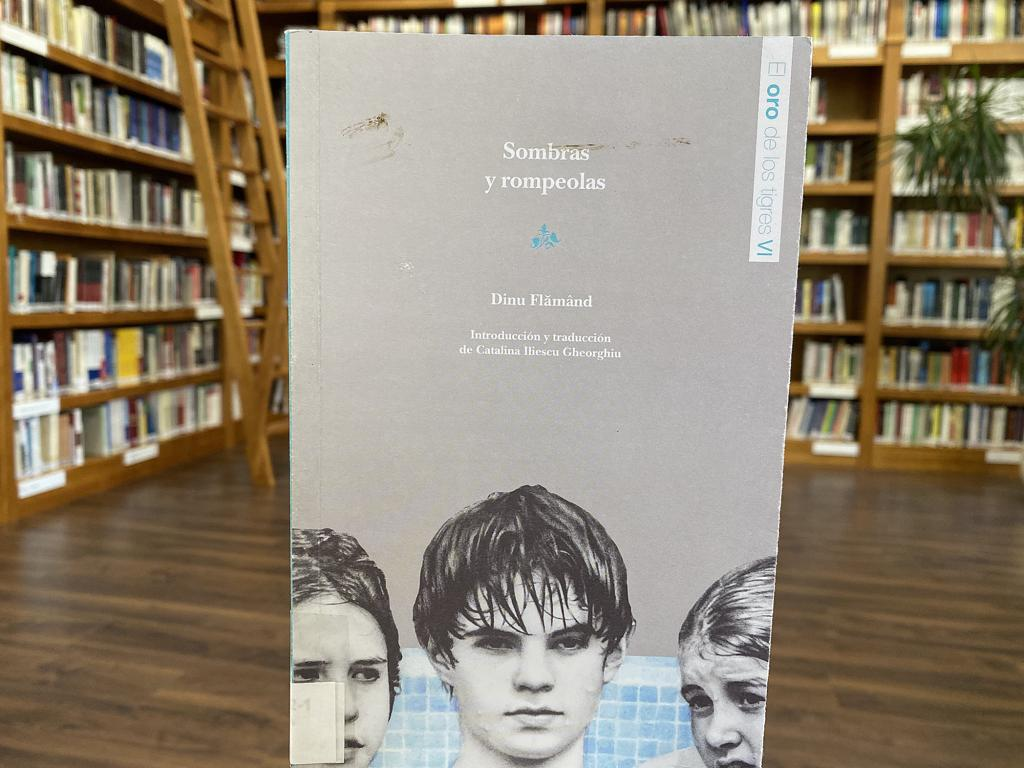 Sombras
y rompeolas
Dinu Flămând
Introducción y traducción
de Catalina Iliescu Gheorghiu
El oro de los tigres VI